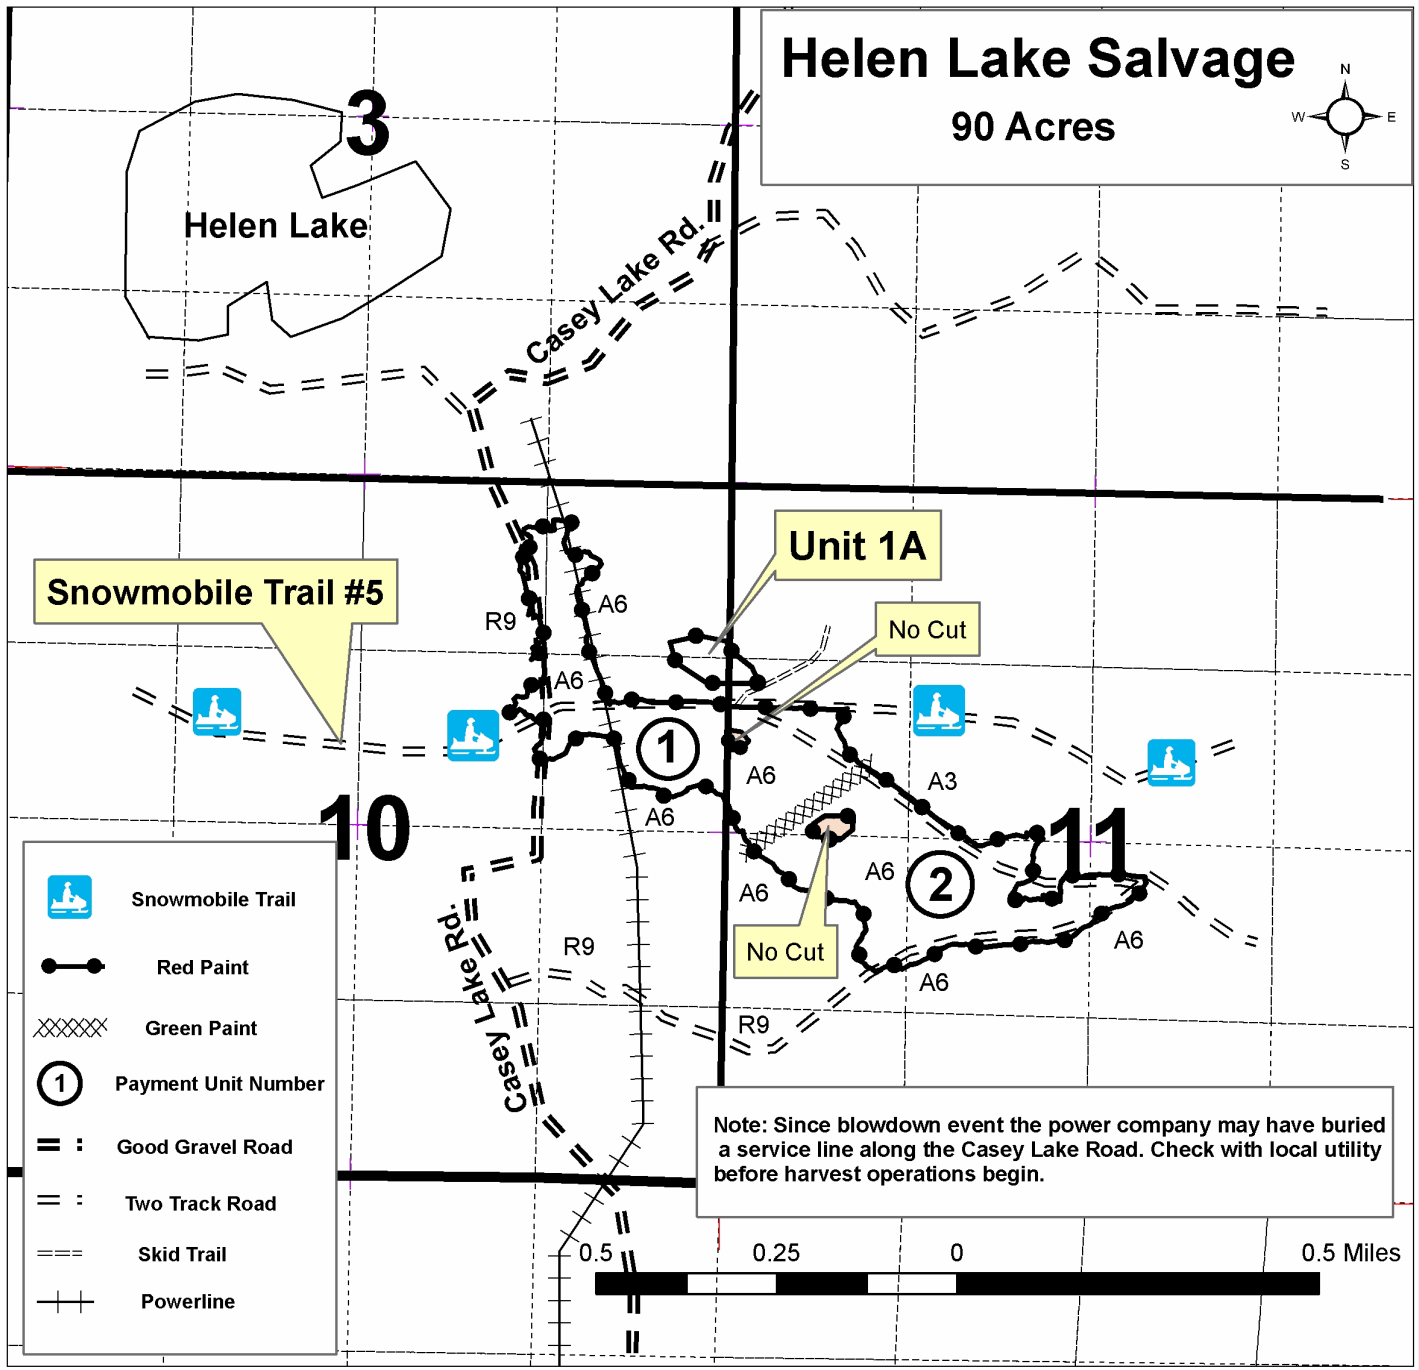 Helen Lake Salvage
90 Acres
N
W
E
S
3
Helen Lake
Casey Lake Rd.
Unit 1A
Snowmobile Trail #5
No Cut
R9
A6
A6
1
A6
A3
A6
10
11
A6
2
A6
No Cut
R9
A6
A6
Casey Lake Rd.
R9
Snowmobile Trail
Red Paint
Green Paint
1
Payment Unit Number
Good Gravel Road
Two Track Road
Skid Trail
Powerline
Note: Since blowdown event the power company may have buried
a service line along the Casey Lake Road. Check with local utility
before harvest operations begin.
0.5
0.25
0
0.5 Miles